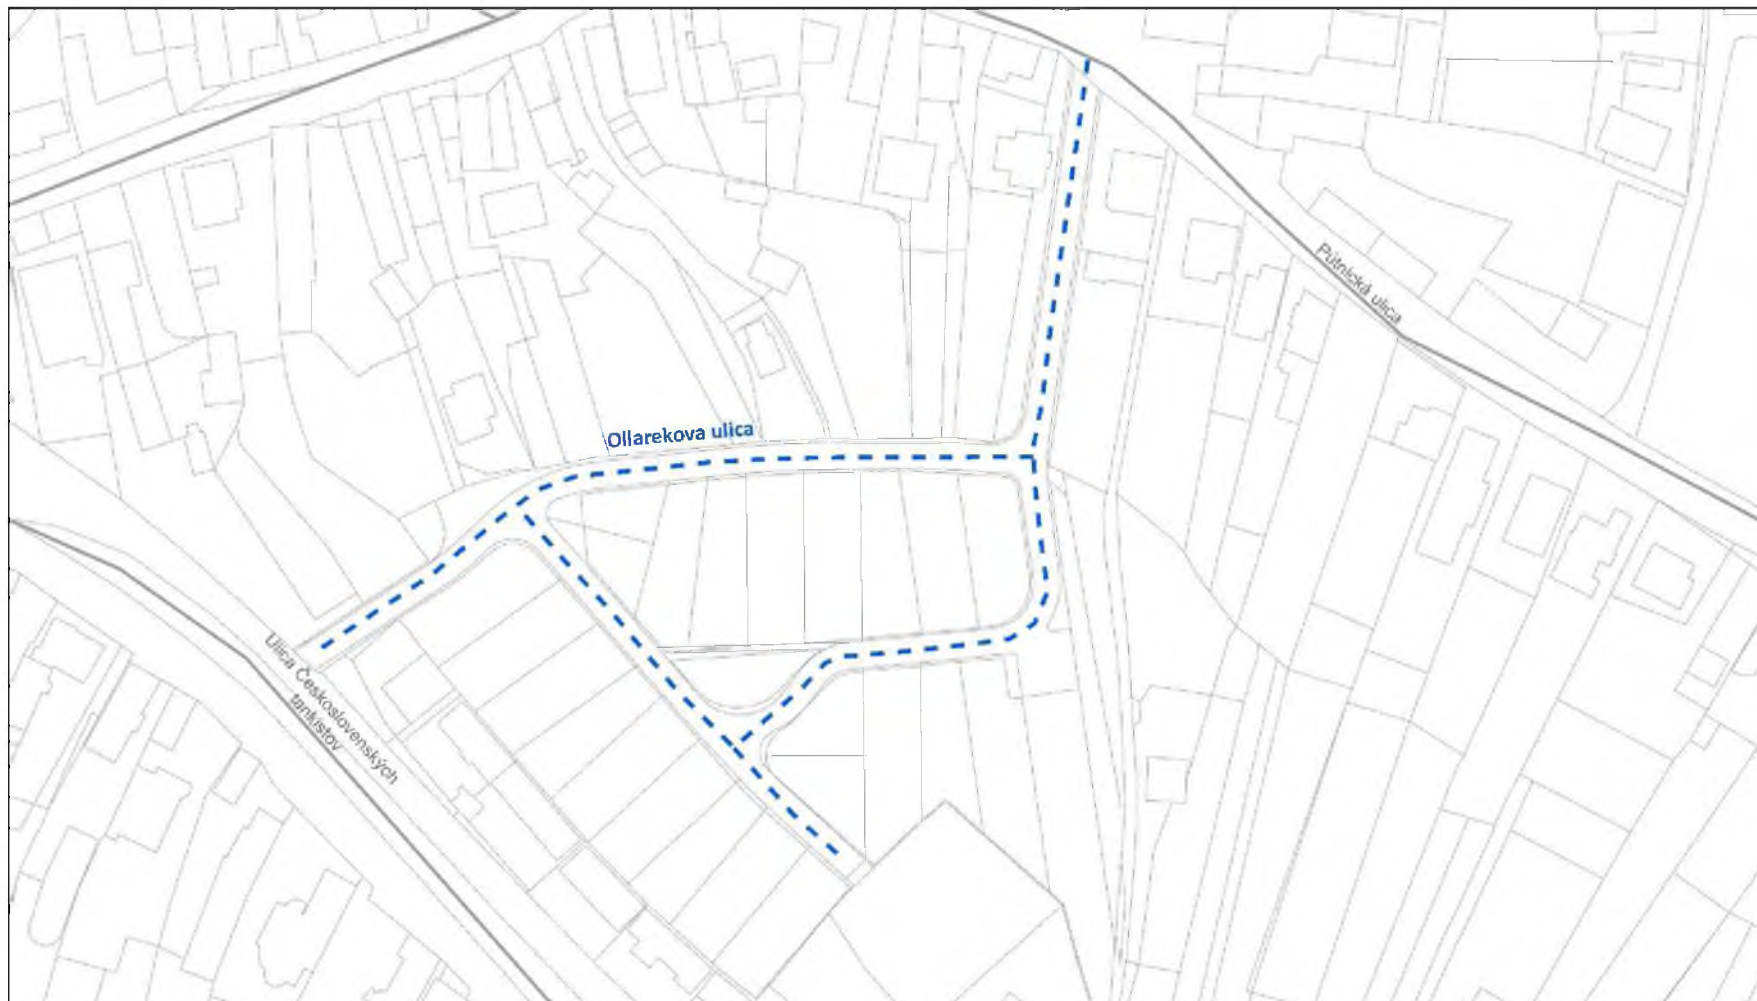 Pútnická ulica
Ollarekova ulica
Ulica Československých
tankistov